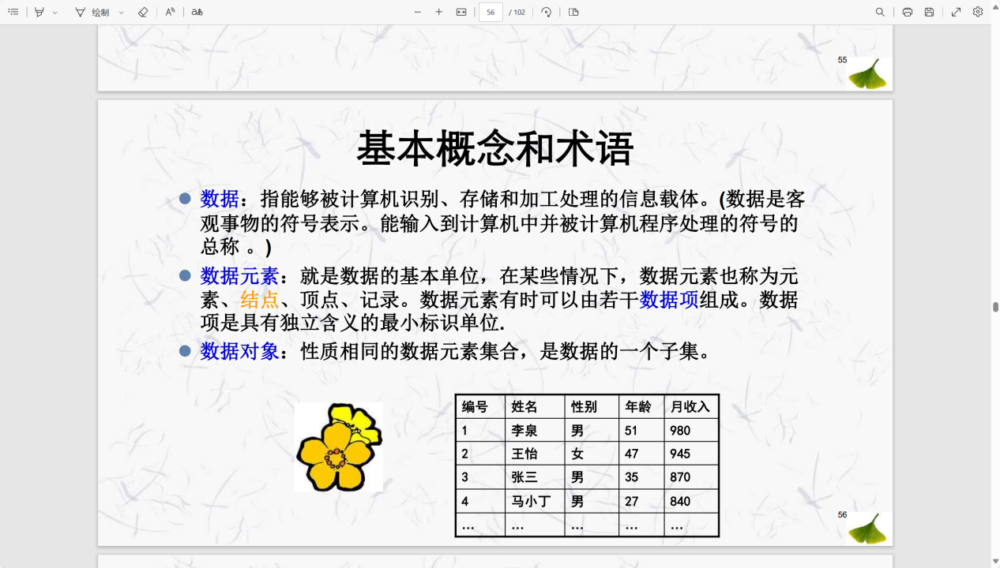 绘制
aあ
56 / 102
55
基本概念和术语
数据：指能够被计算机识别、存储和加工处理的信息载体。(数据是客
观事物的符号表示。能输入到计算机中并被计算机程序处理的符号的
总称 。)
数据元素：就是数据的基本单位，在某些情况下，数据元素也称为元
素、结点、顶点、记录。数据元素有时可以由若干数据项组成。数据
项是具有独立含义的最小标识单位.
数据对象：性质相同的数据元素集合，是数据的一个子集。
编号 姓名 性别 年龄 月收入
1 李泉 男 51 980
2 王怡 女 47 945
3 张三 男 35 870
4 马小丁 男 27 840
… … … … …
56